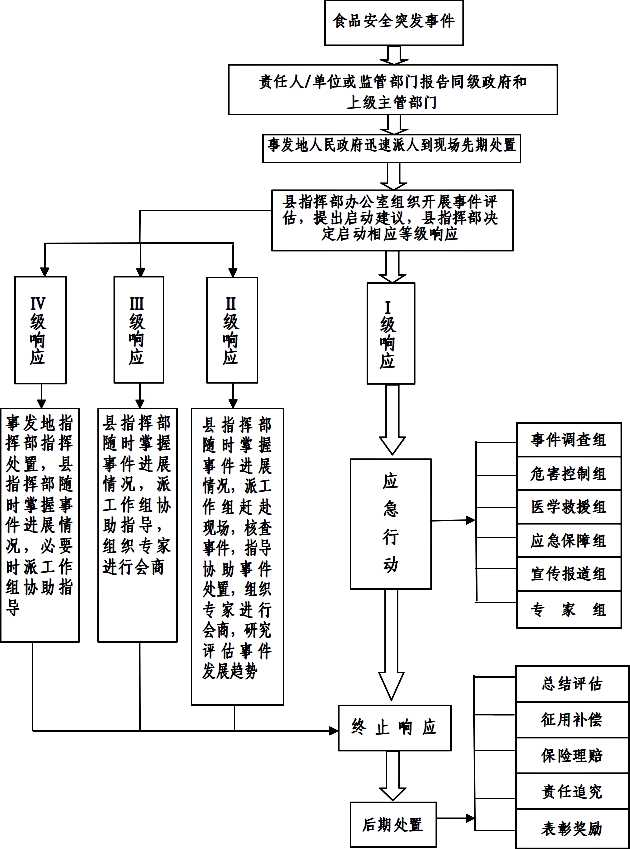 食品安全突发事件
责任人/单位或监管部门报告同级政府和
上级主管部门
事发地人民政府迅速派人到现场先期处置
县指挥部办公室组织开展事件评
估，提出启动建议，县指挥部决
定启动相应等级响应
Ⅳ
级
响
应
Ⅲ
级
响
应
Ⅱ
级
响
应
Ⅰ
级
响
应
事发地指
挥部指挥
处置，县
指挥部随
时掌握事
件进展情
况，必要
时派工作
组协助指
导
县指挥部
随时掌握
事件进展
情况，派
工作组协
助指导，
组织专家
进行会商
县指挥部
随时掌握
事件进展
情况，派工
作组赶赴
现场，核查
事件，指导
协助事件
处置，组织
专家进行
会商，研究
评估事件
发展趋势
应
急
行
动
事件调查组
危害控制组
医学救援组
应急保障组
宣传报道组
专 家 组
终 止 响 应
后期处置
总结评估
征用补偿
保险理赔
责任追究
表彰奖励